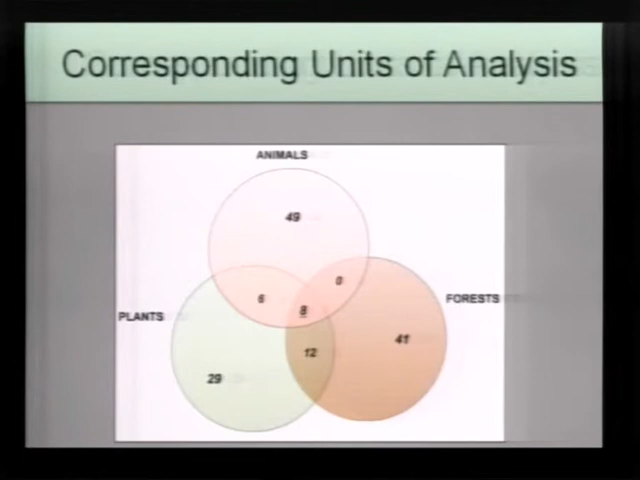 Corresponding Units of Analysis
ANIMALS
49
0
6
8
FORESTS
PLANTS
12
41
29